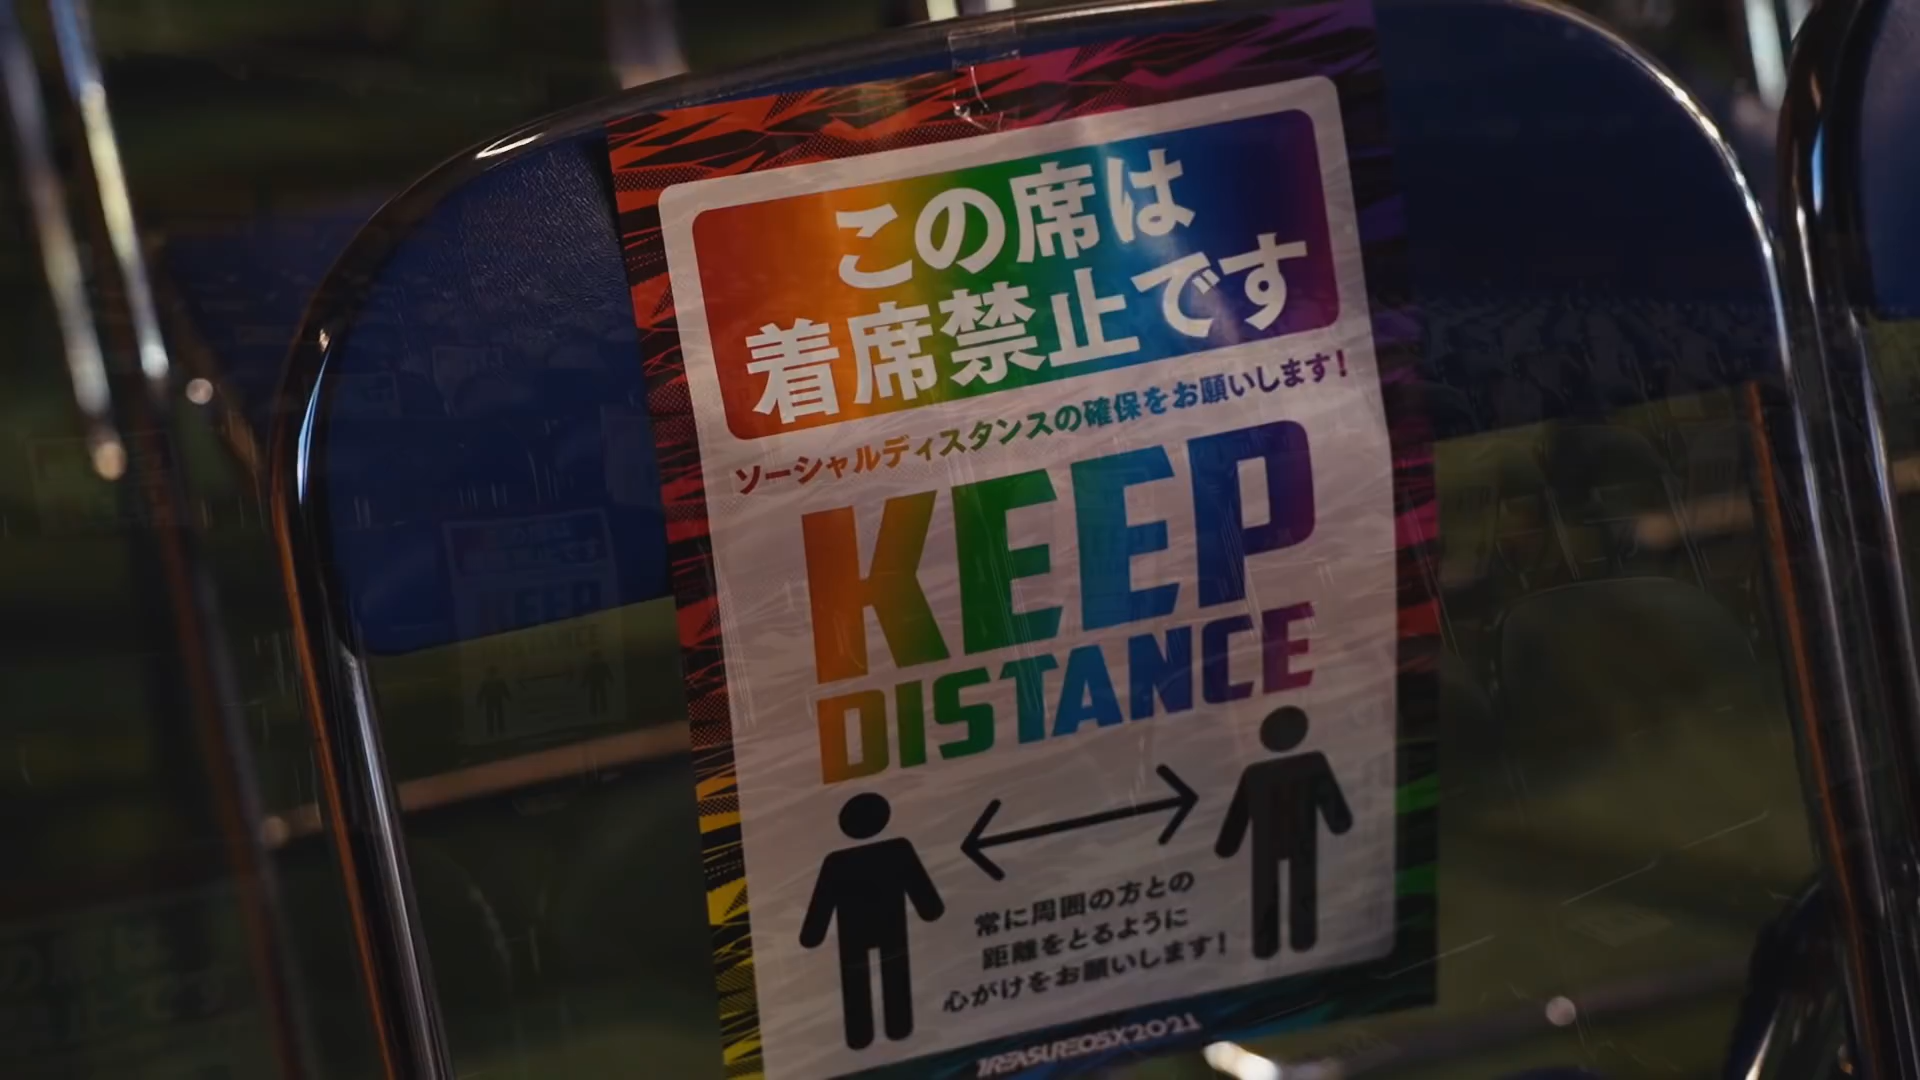 この席は
着席禁止です
ソーシャルディスタンスの確保をお願いします！
KEEP
DISTANCE
常に周囲の方との
距離をとるように
心がけをお願いします！
TREASURE05X 2021